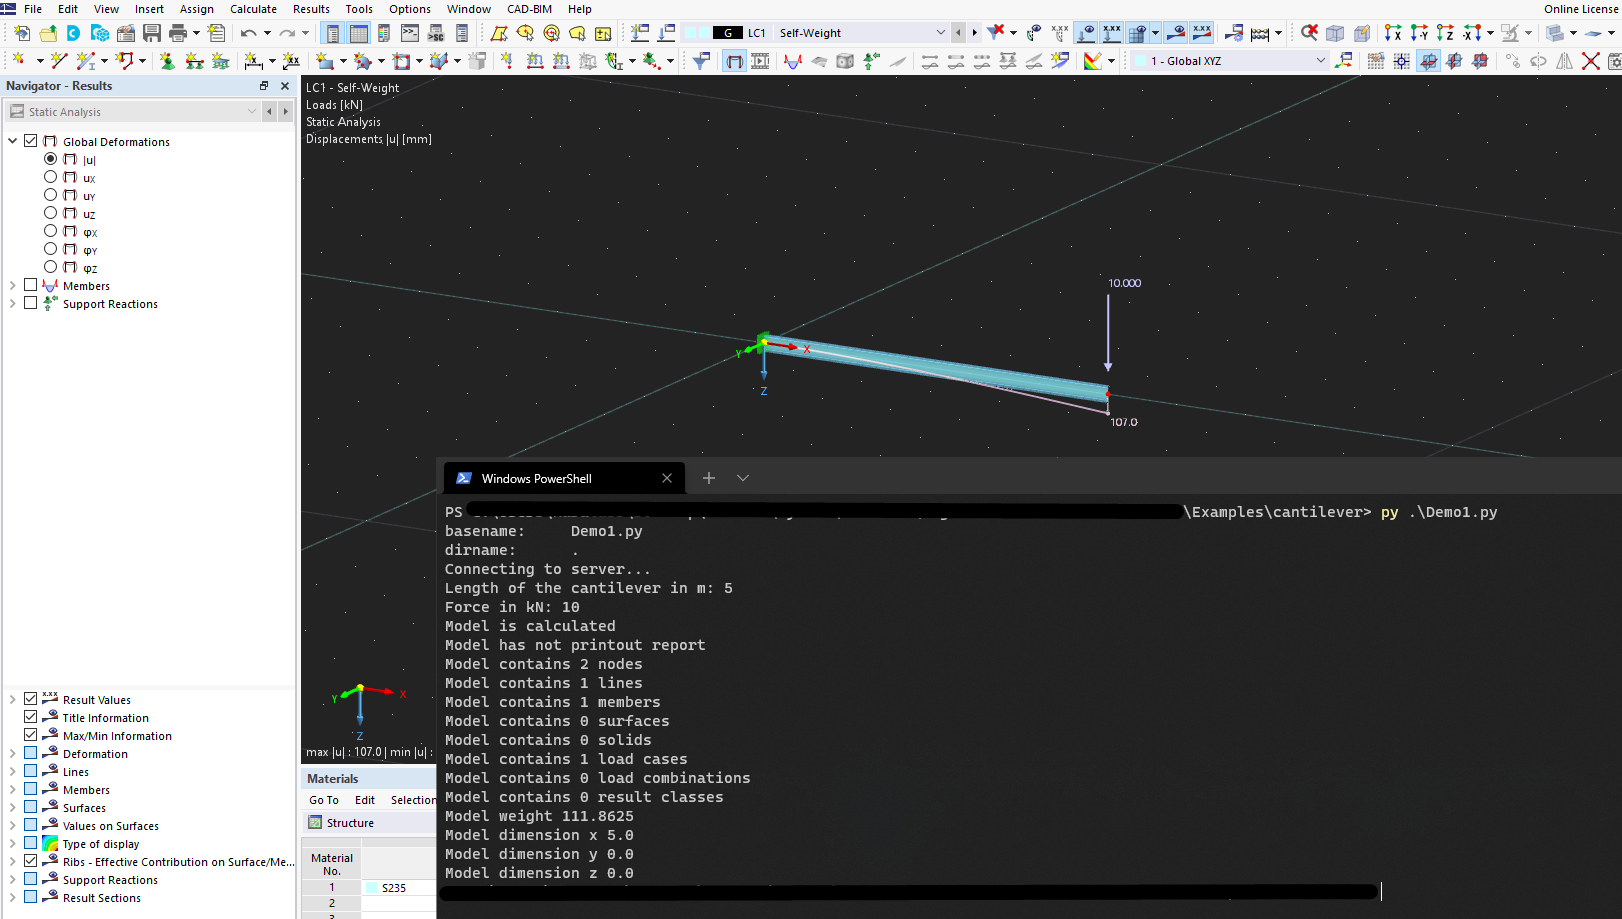 File Edit View Insert Assign Calculate Results Tools Options Window CAD-BIM Help Online License
G LC1 Self-Weight
1 - Global XYZ
Navigator - Results
Static Analysis
Global Deformations
|u|
uX
uY
uZ
φX
φY
φZ
Members
Support Reactions
Result Values
Title Information
Max/Min Information
Deformation
Lines
Members
Surfaces
Values on Surfaces
Type of display
Ribs - Effective Contribution on Surface/Me...
Support Reactions
Result Sections
LC1 - Self-Weight
Loads [kN]
Static Analysis
Displacements |u| [mm]
10.000
Y X
Z
107.0
Y X
Z
max |u| : 107.0 | min |u| :
Materials
Go To Edit Selection
Structure
Material
No.
1 S235
2
3
Windows PowerShell
PS \Examples\cantilever> py .\Demo1.py
basename: Demo1.py
dirname: .
Connecting to server...
Length of the cantilever in m: 5
Force in kN: 10
Model is calculated
Model has not printout report
Model contains 2 nodes
Model contains 1 lines
Model contains 1 members
Model contains 0 surfaces
Model contains 0 solids
Model contains 1 load cases
Model contains 0 load combinations
Model contains 0 result classes
Model weight 111.8625
Model dimension x 5.0
Model dimension y 0.0
Model dimension z 0.0